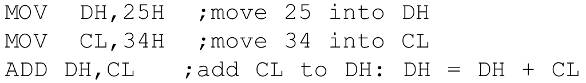 MOV  DH,25H  ;move 25 into DH
MOV  CL,34H  ;move 34 into CL
ADD DH,CL   ;add CL to DH: DH = DH + CL